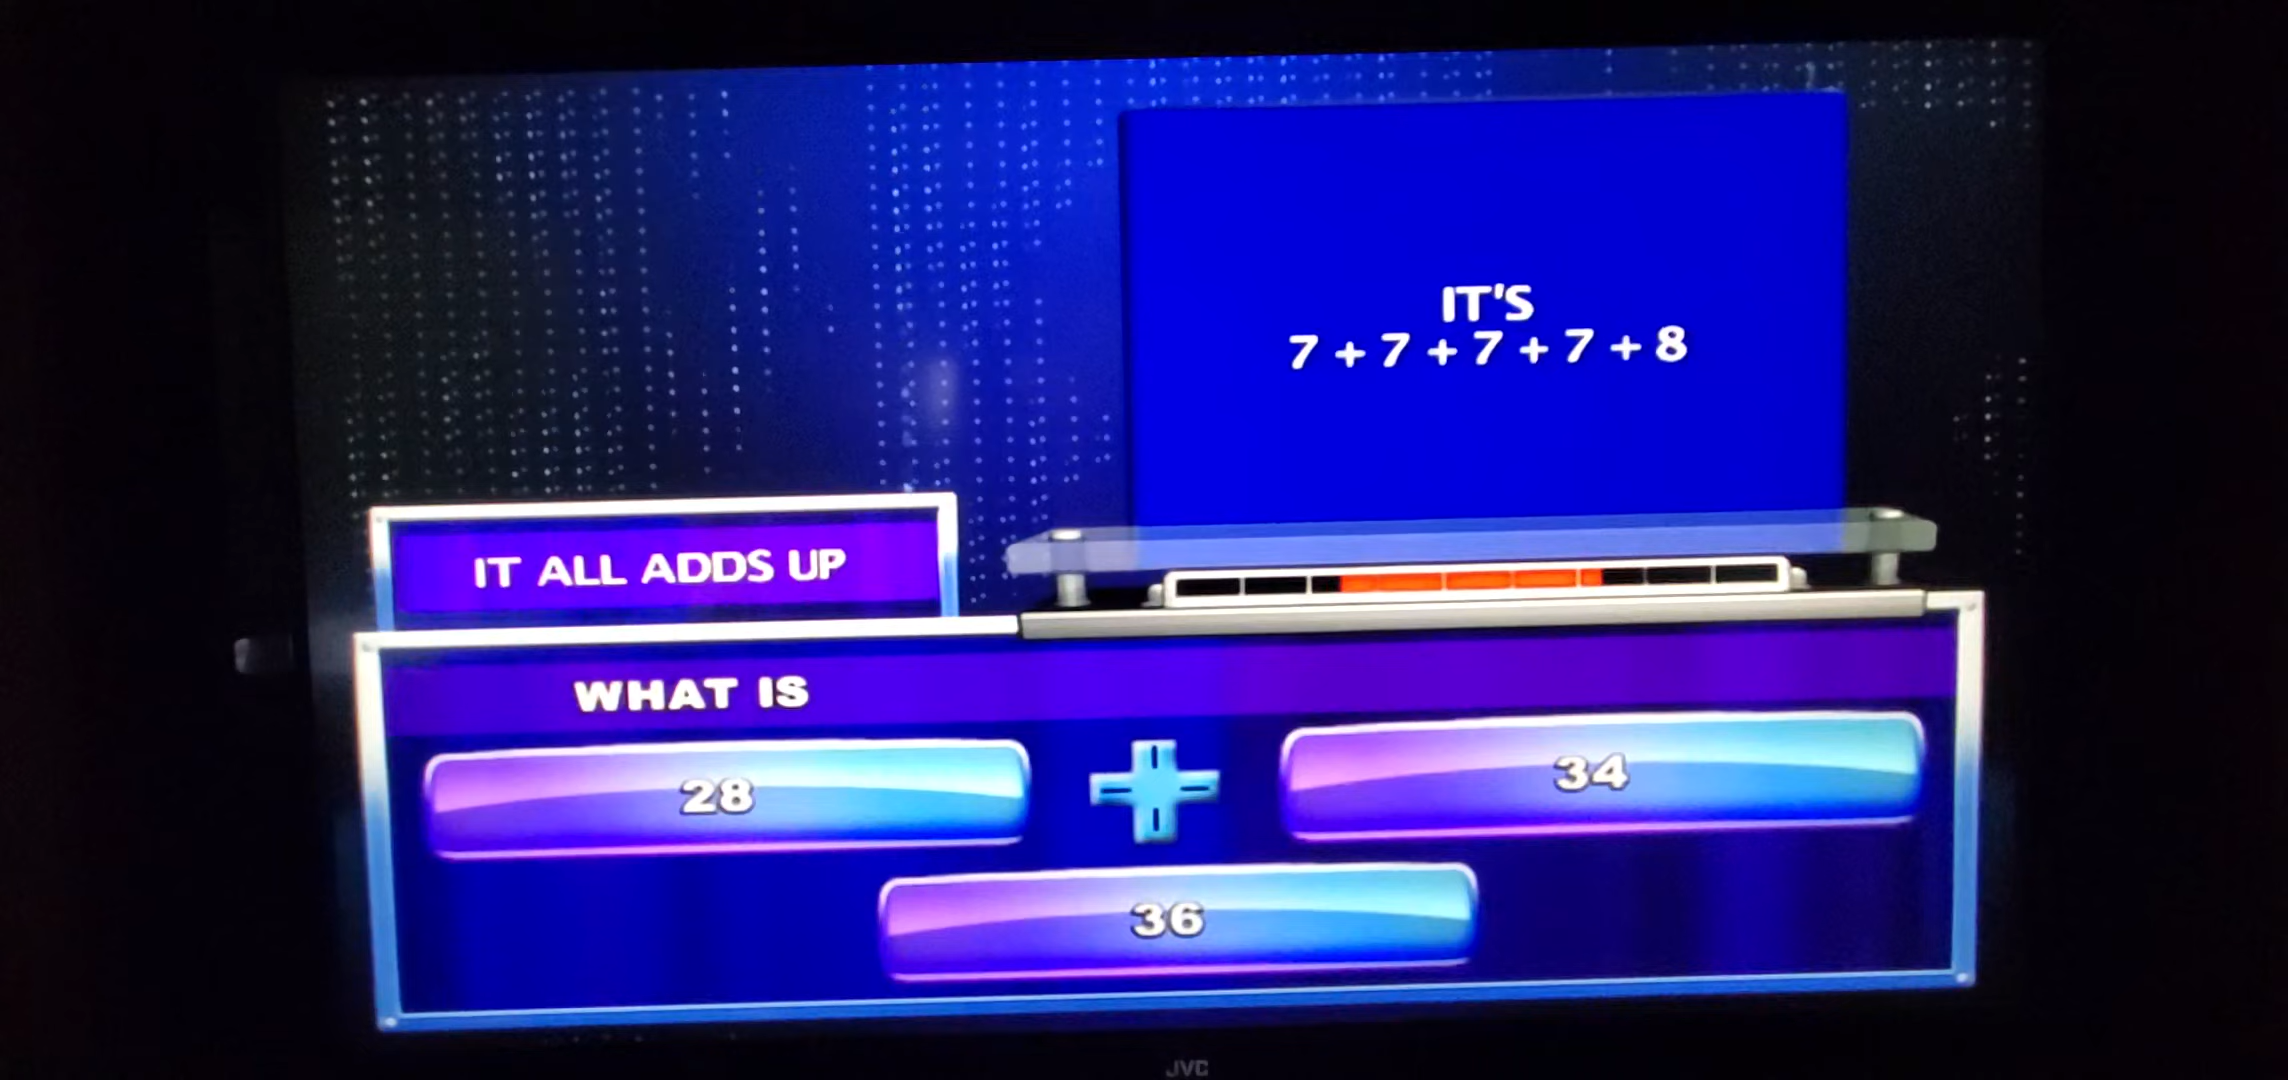 IT'S
7 + 7 + 7 + 7 + 8
IT ALL ADDS UP
WHAT IS
28
34
36
JVC